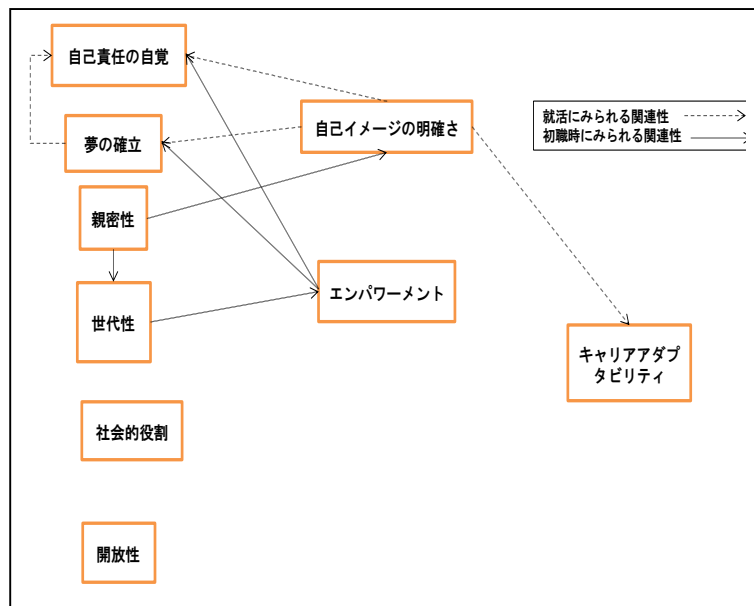 自己責任の自覚
自己イメージの明確さ
就活にみられる関連性
初職時にみられる関連性
夢の確立
親密性
世代性
エンパワーメント
キャリアアダプ
タビリティ
社会的役割
開放性